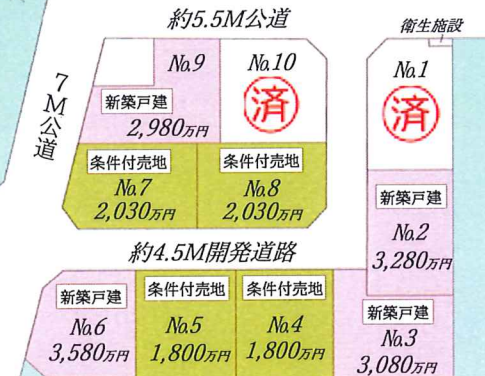 約5.5M公道
衛生施設
7M公道
No.9
新築戸建
2,980万円
No.10
済
No.1
済
条件付売地
No.7
2,030万円
条件付売地
No.8
2,030万円
新築戸建
No.2
3,280万円
約4.5M開発道路
新築戸建
No.6
3,580万円
条件付売地
No.5
1,800万円
条件付売地
No.4
1,800万円
新築戸建
No.3
3,080万円